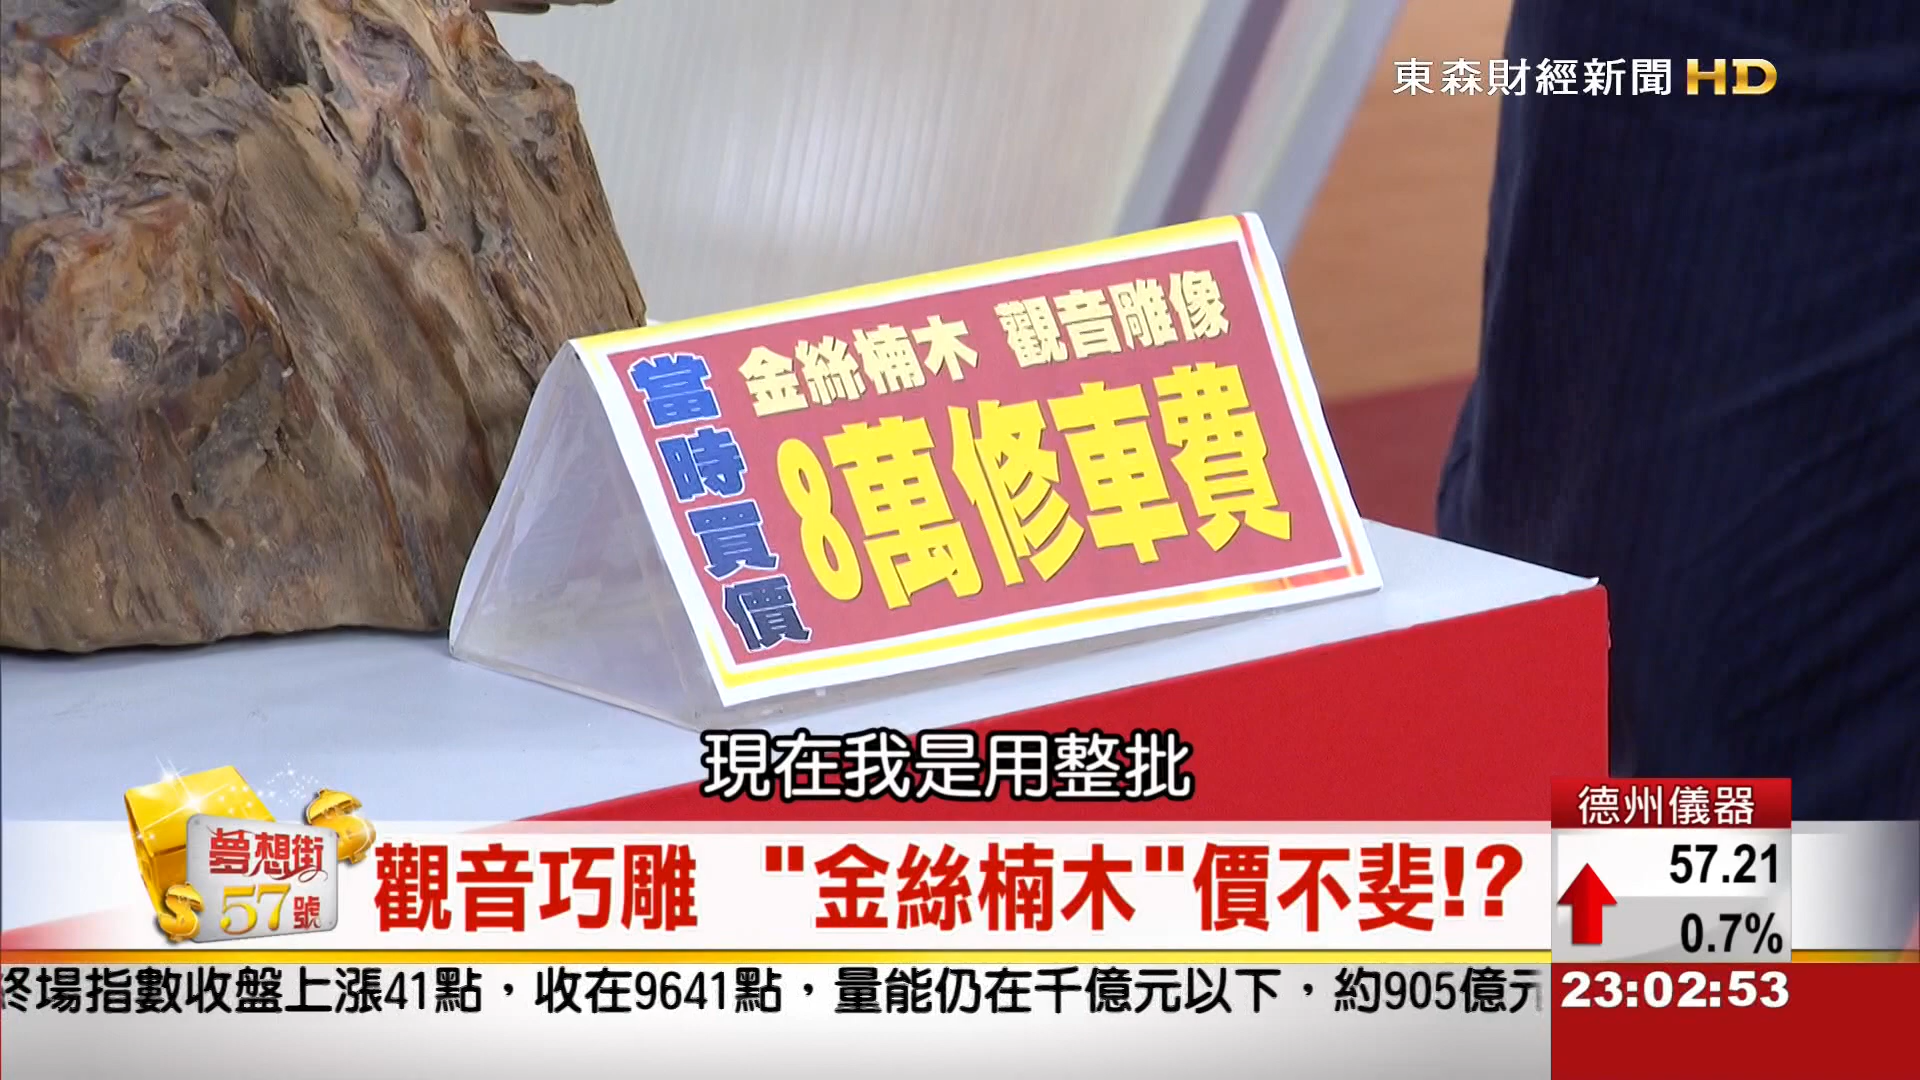 東森財經新聞HD
金絲楠木 觀音雕像
當時買價
8萬修車費
現在我是用整批
夢想街57號
觀音巧雕 "金絲楠木"價不斐!?
德州儀器
57.21
0.7%
終場指數收盤上漲41點，收在9641點，量能仍在千億元以下，約905億元
23:02:53